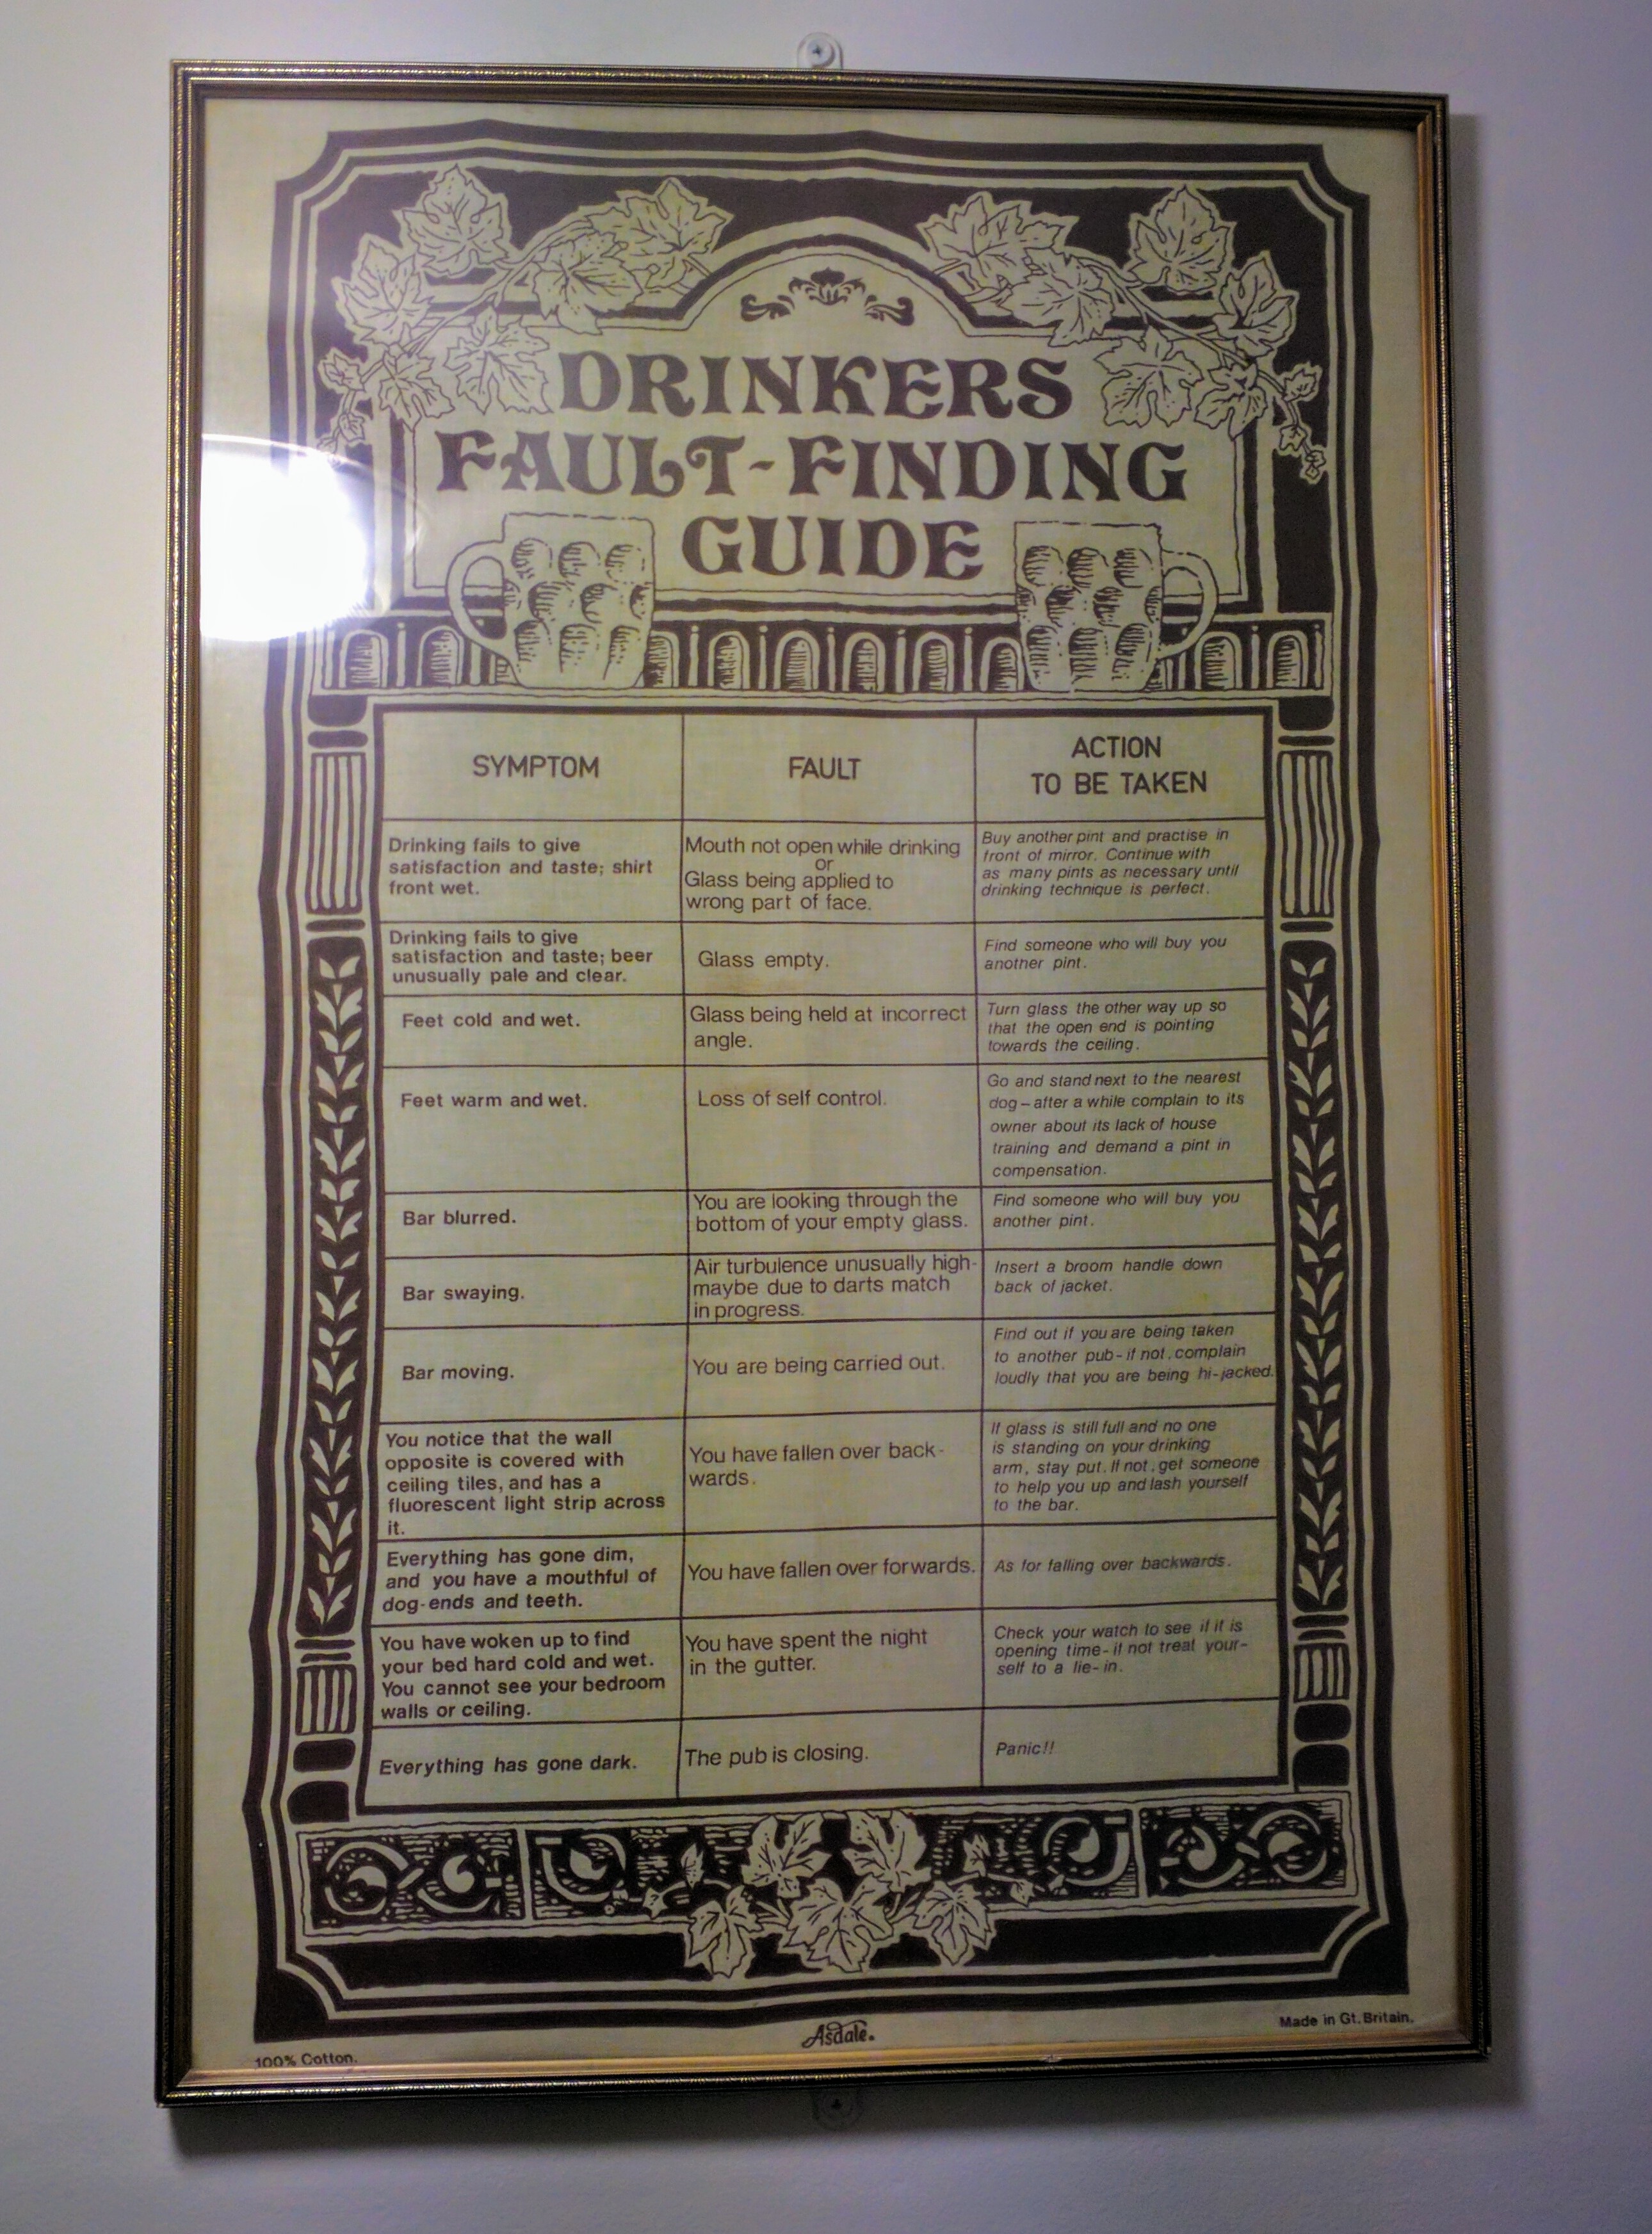 DRINKERS
FAULT-FINDING
GUIDE
SYMPTOM
FAULT
ACTION
TO BE TAKEN
Drinking fails to give
satisfaction and taste; shirt
front wet.
Mouth not open while drinking
or
Glass being applied to
wrong part of face.
Buy another pint and practise in
front of mirror. Continue with
as many pints as necessary until
drinking technique is perfect.
Drinking fails to give
satisfaction and taste; beer
unusually pale and clear.
Glass empty.
Find someone who will buy you
another pint.
Feet cold and wet.
Glass being held at incorrect
angle.
Turn glass the other way up so
that the open end is pointing
towards the ceiling.
Feet warm and wet.
Loss of self control.
Go and stand next to the nearest
dog – after a while complain to its
owner about its lack of house
training and demand a pint in
compensation.
Bar blurred.
You are looking through the
bottom of your empty glass.
Find someone who will buy you
another pint.
Bar swaying.
Air turbulence unusually high-
maybe due to darts match
in progress.
Insert a broom handle down
back of jacket.
Bar moving.
You are being carried out.
Find out if you are being taken
to another pub - if not, complain
loudly that you are being hi-jacked.
You notice that the wall
opposite is covered with
ceiling tiles, and has a
fluorescent light strip across
it.
You have fallen over back-
wards.
If glass is still full and no one
is standing on your drinking
arm, stay put. If not, get someone
to help you up and lash yourself
to the bar.
Everything has gone dim,
and you have a mouthful of
dog-ends and teeth.
You have fallen over forwards.
As for falling over backwards.
You have woken up to find
your bed hard cold and wet.
You cannot see your bedroom
walls or ceiling.
You have spent the night
in the gutter.
Check your watch to see if it is
opening time - if not treat your-
self to a lie-in.
Everything has gone dark.
The pub is closing.
Panic!!
100% Cotton.
Asdale.
Made in Gt. Britain.